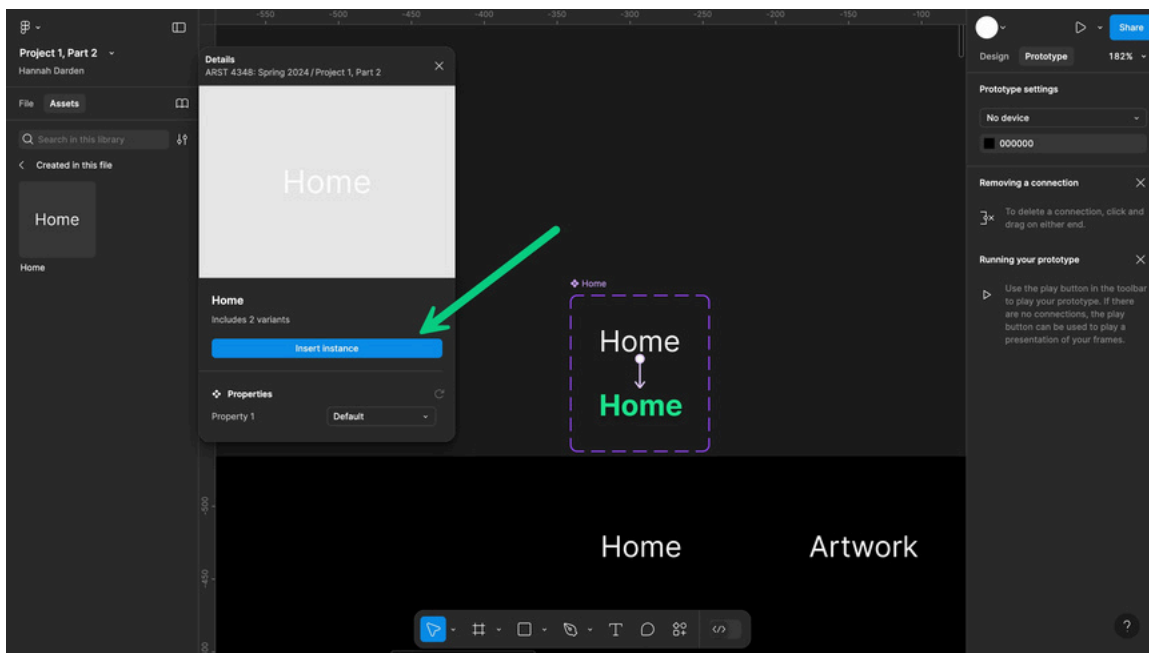 Project 1, Part 2
Hannah Darden
File Assets
Search in this library
Created in this file
Home
Home
Details
ARST 4348: Spring 2024 / Project 1, Part 2
Home
Home
Includes 2 variants
Insert instance
Properties
Property 1 Default
-550 -500 -450 -400 -350 -300 -250 -200 -150 -100
-500
-450
Home
Home
Home
Home Artwork
Share
Design Prototype 182%
Prototype settings
No device
000000
Removing a connection
To delete a connection, click and
drag on either end.
Running your prototype
Use the play button in the toolbar
to play your prototype. If there
are no connections, the play
button can be used to play a
presentation of your frames.
?